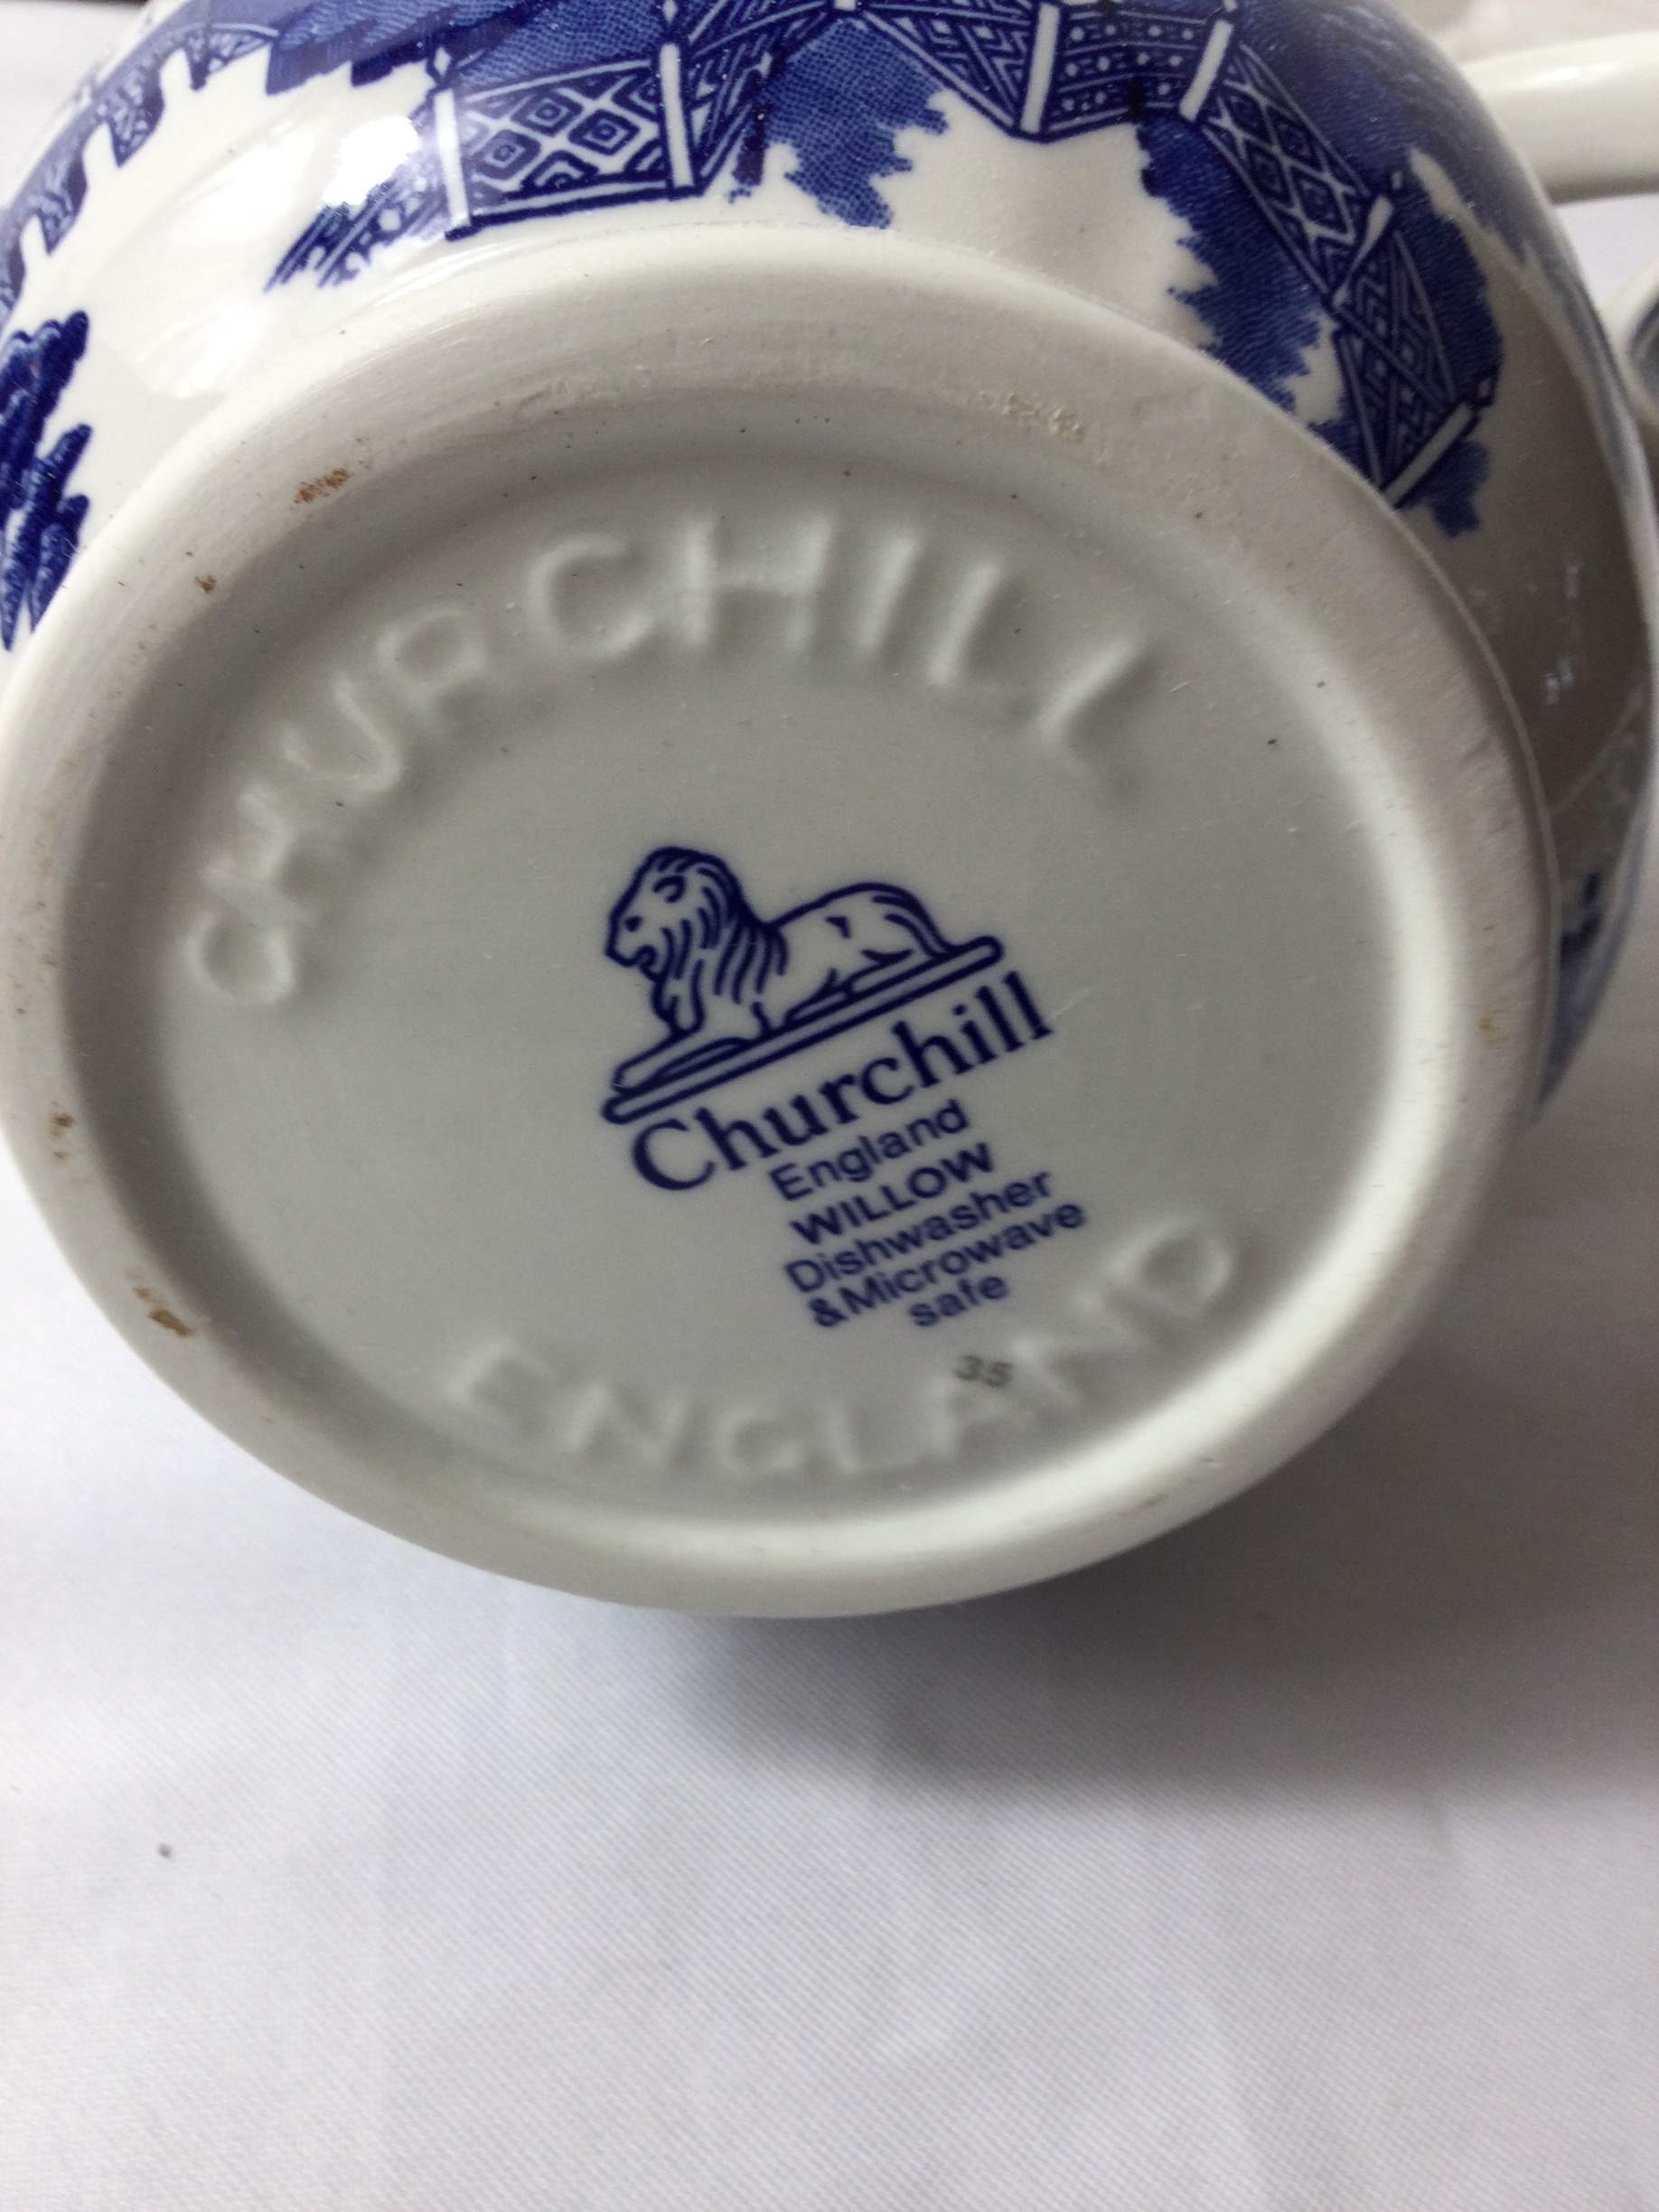 CHURCHILL
Churchill
England
WILLOW
Dishwasher
&Microwave
safe
35
ENGLAND